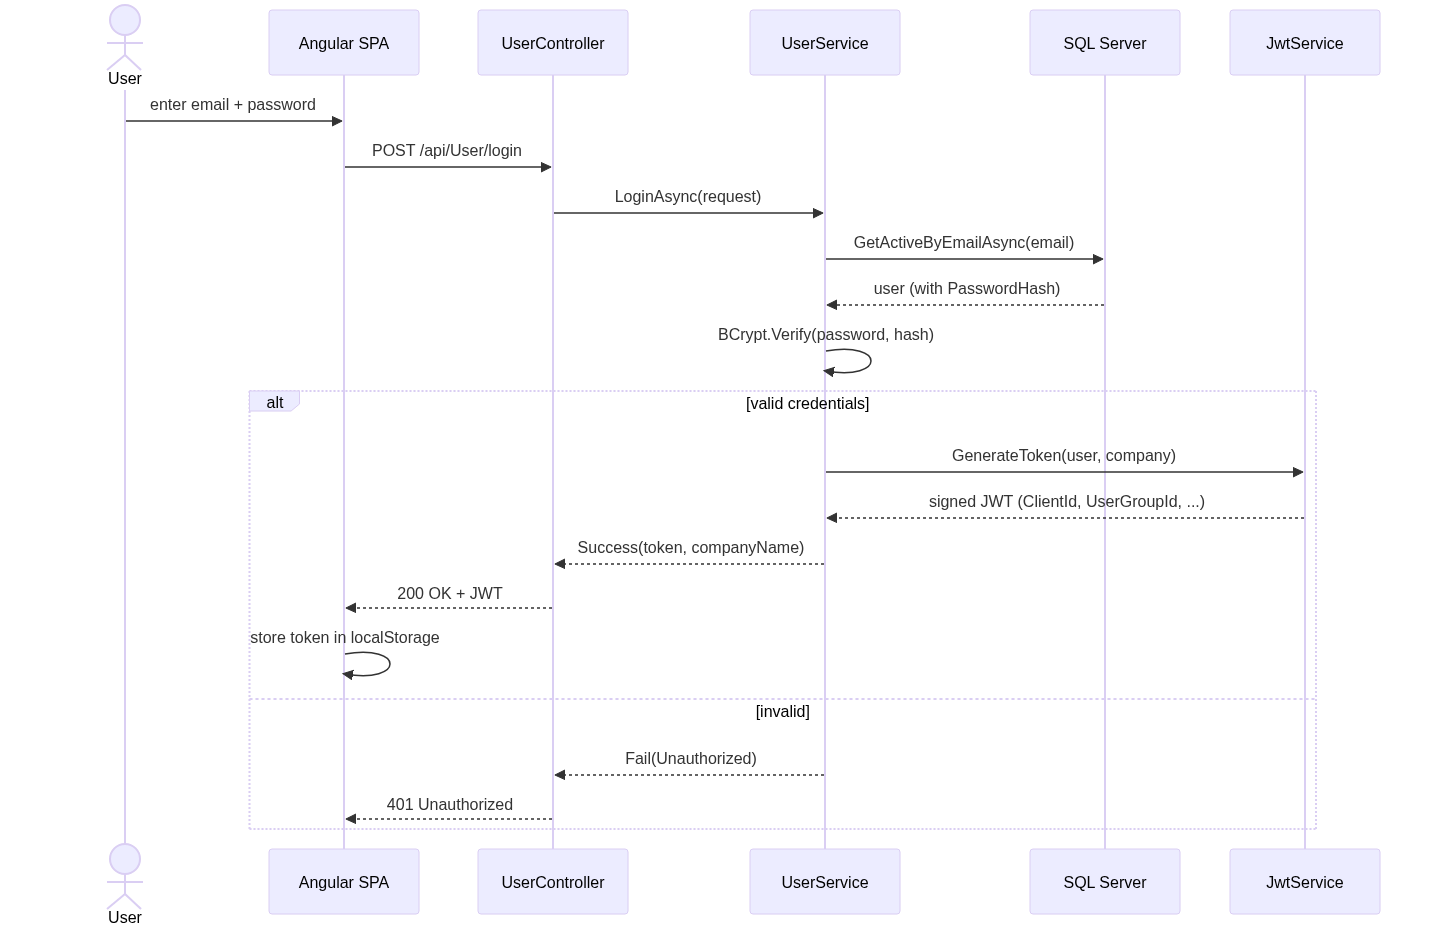 User
Angular SPA
UserController
UserService
SQL Server
JwtService
enter email + password
POST /api/User/login
LoginAsync(request)
GetActiveByEmailAsync(email)
user (with PasswordHash)
BCrypt.Verify(password, hash)
alt
[valid credentials]
GenerateToken(user, company)
signed JWT (ClientId, UserGroupId, ...)
Success(token, companyName)
200 OK + JWT
store token in localStorage
[invalid]
Fail(Unauthorized)
401 Unauthorized
User
Angular SPA
UserController
UserService
SQL Server
JwtService